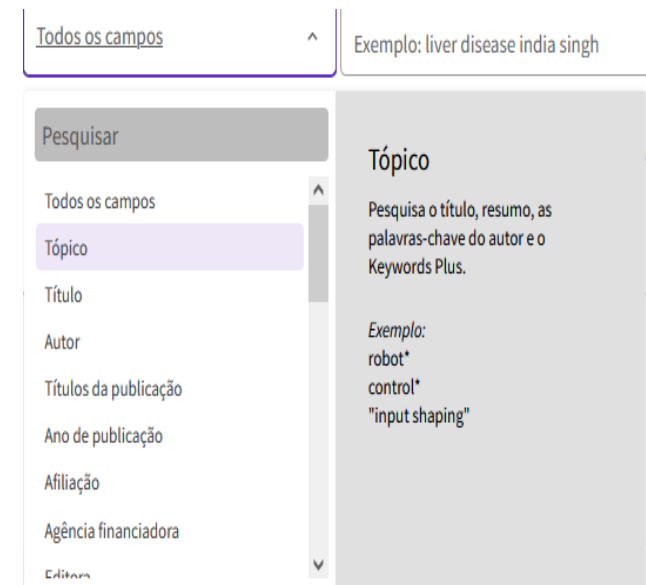 Todos os campos
Exemplo: liver disease india singh
Pesquisar
Todos os campos
Tópico
Título
Autor
Títulos da publicação
Ano de publicação
Afiliação
Agência financiadora
Editora
Tópico
Pesquisa o título, resumo, as
palavras-chave do autor e o
Keywords Plus.
Exemplo:
robot*
control*
"input shaping"